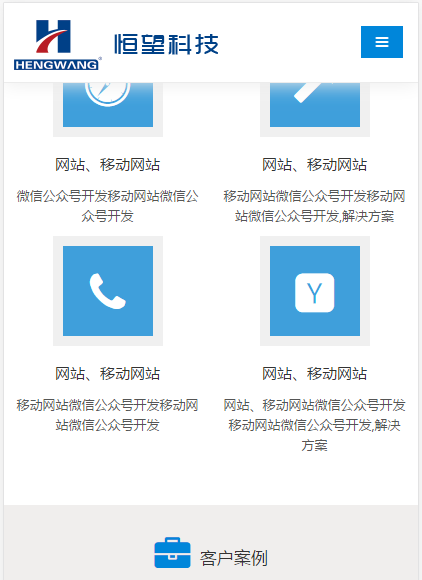 恒望科技
HENGWANG®
网站、移动网站
微信公众号开发移动网站微信公
众号开发
网站、移动网站
移动网站微信公众号开发移动网
站微信公众号开发,解决方案
Y
网站、移动网站
移动网站微信公众号开发移动网
站微信公众号开发
网站、移动网站
网站、移动网站微信公众号开发
移动网站微信公众号开发,解决
方案
客户案例